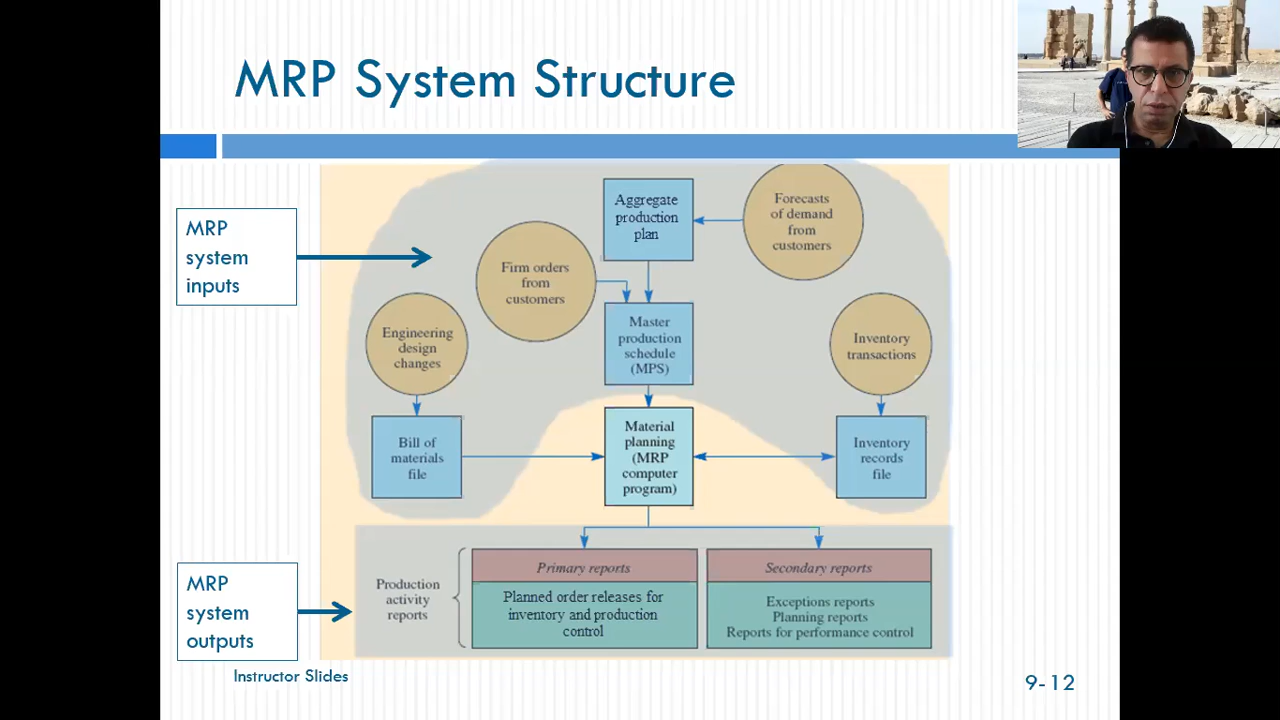 MRP System Structure
MRP
system
inputs
Aggregate
production
plan
Forecasts
of demand
from
customers
Firm orders
from
customers
Engineering
design
changes
Master
production
schedule
(MPS)
Inventory
transactions
Bill of
materials
file
Material
planning
(MRP
computer
program)
Inventory
records
file
MRP
system
outputs
Production
activity
reports
Primary reports
Planned order releases for
inventory and production
control
Secondary reports
Exceptions reports
Planning reports
Reports for performance control
Instructor Slides
9-12